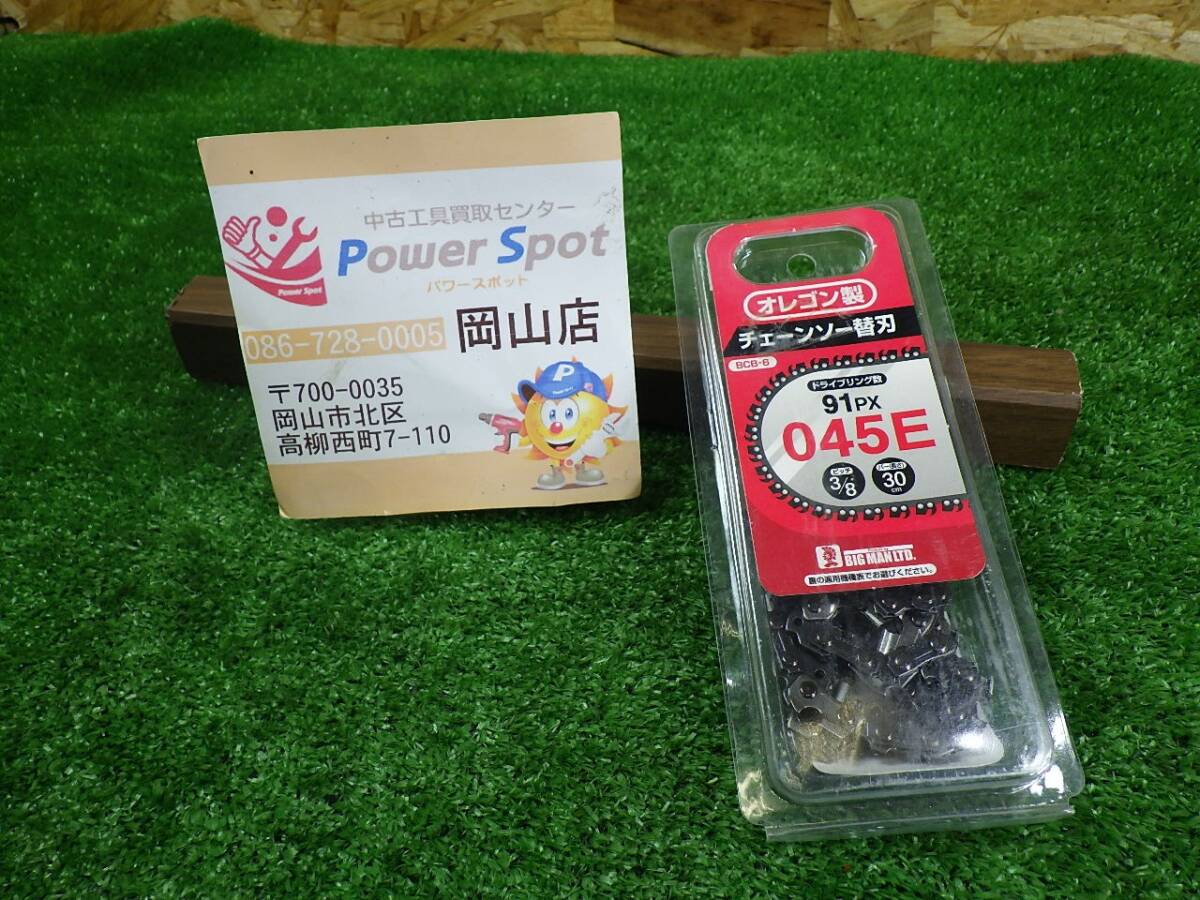 中古工具買取センター
Power Spot
パワースポット
Power Spot
086-728-0005 岡山店
〒700-0035
岡山市北区
高柳西町7-110
P
オレゴン製
チェーンソー替刃
BCB-6
ドライブリンク数
91PX
045E
ピッチ
3/8
バー(長さ)
30
cm
BIG MAN LTD.
裏の適用機種表でお選びください。